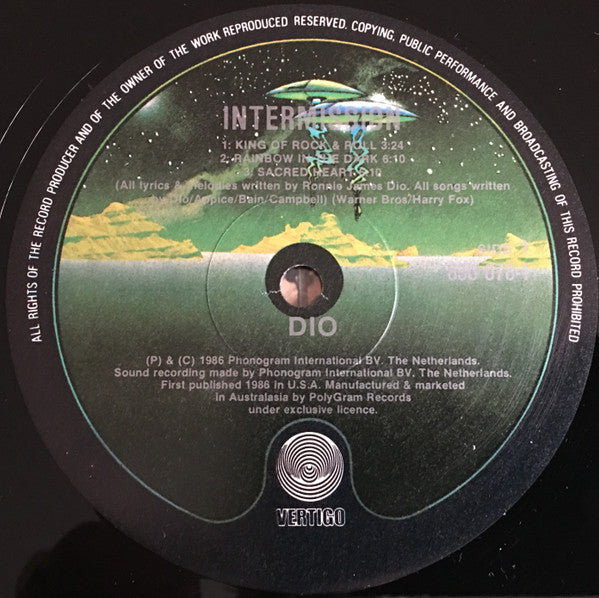 ALL RIGHTS OF THE RECORD PRODUCER AND OF THE OWNER OF THE WORK REPRODUCED RESERVED. COPYING, PUBLIC PERFORMANCE AND BROADCASTING OF THIS RECORD PROHIBITED
INTERMISSION
1: KING OF ROCK & ROLL 3:24
2: RAINBOW IN THE DARK 6:10
3: SACRED HEART
(All lyrics & melodies written by Ronnie James Dio. All songs written
by Dio/Appice/Bain/Campbell) (Warner Bros/Harry Fox)
SIDE
DIO
(P) & (C) 1986 Phonogram International BV. The Netherlands.
Sound recording made by Phonogram International BV. The Netherlands.
First published 1986 in U.S.A. Manufactured & marketed
in Australasia by PolyGram Records
under exclusive licence.
VERTIGO